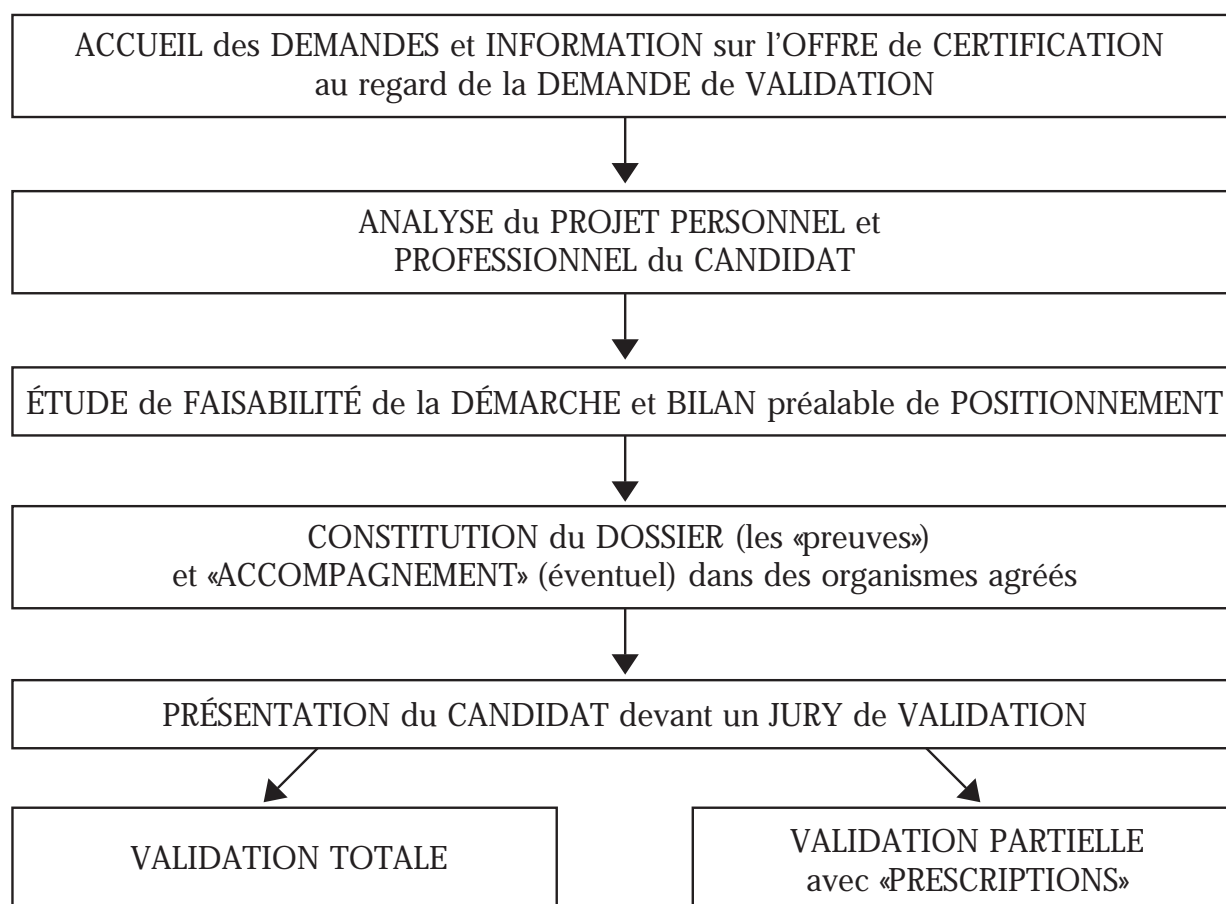 ACCUEIL des DEMANDES et INFORMATION sur l'OFFRE de CERTIFICATION
au regard de la DEMANDE de VALIDATION
ANALYSE du PROJET PERSONNEL et
PROFESSIONNEL du CANDIDAT
ÉTUDE de FAISABILITÉ de la DÉMARCHE et BILAN préalable de POSITIONNEMENT
CONSTITUTION du DOSSIER (les «preuves»)
et «ACCOMPAGNEMENT» (éventuel) dans des organismes agréés
PRÉSENTATION du CANDIDAT devant un JURY de VALIDATION
VALIDATION TOTALE
VALIDATION PARTIELLE
avec «PRESCRIPTIONS»